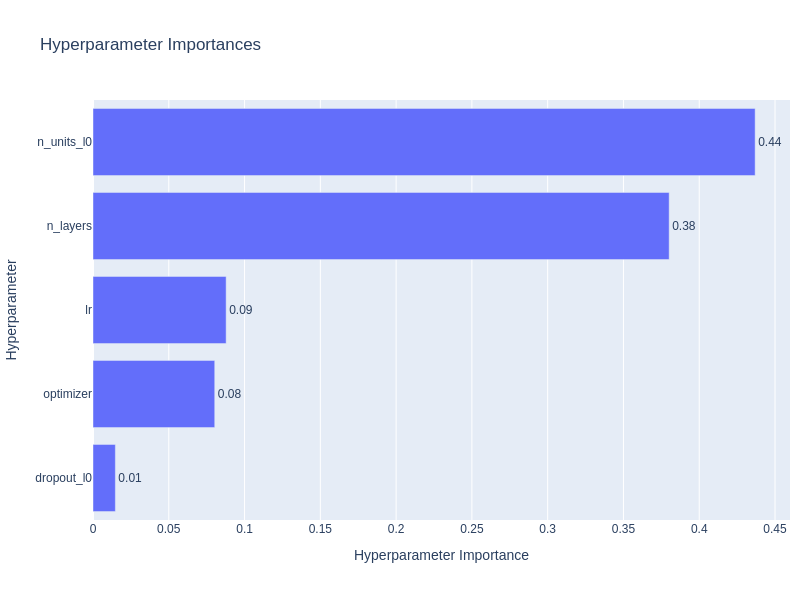 Hyperparameter Importances
n_units_l0
0.44
n_layers
0.38
lr
0.09
optimizer
0.08
dropout_l0
0.01
Hyperparameter
0 0.05 0.1 0.15 0.2 0.25 0.3 0.35 0.4 0.45
Hyperparameter Importance